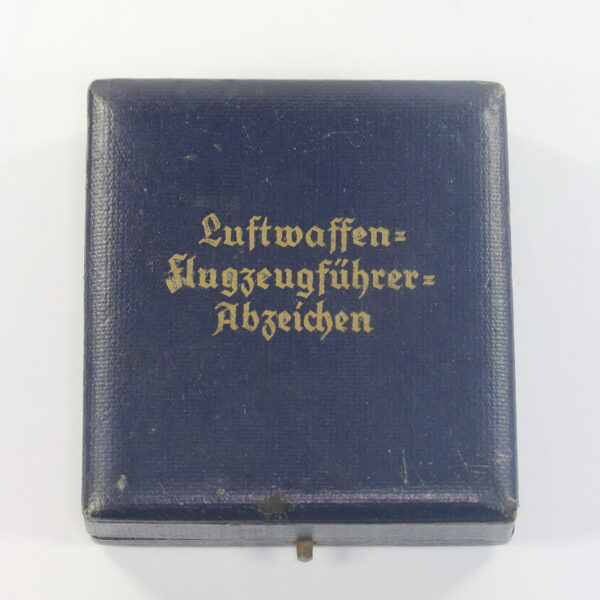 Luftwaffen=
Flugzeugführer=
Abzeichen